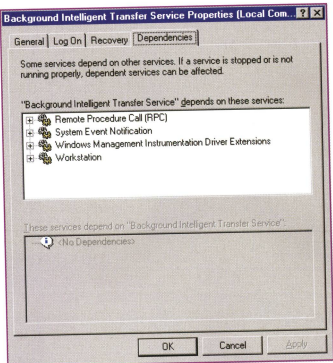 Background Intelligent Transfer Service Properties (Local Com...
General Log On Recovery Dependencies
Some services depend on other services. If a service is stopped or is not
running properly, dependent services can be affected.
"Background Intelligent Transfer Service" depends on these services:
Remote Procedure Call (RPC)
System Event Notification
Windows Management Instrumentation Driver Extensions
Workstation
These services depend on "Background Intelligent Transfer Service":
<No Dependencies>
OK Cancel Apply